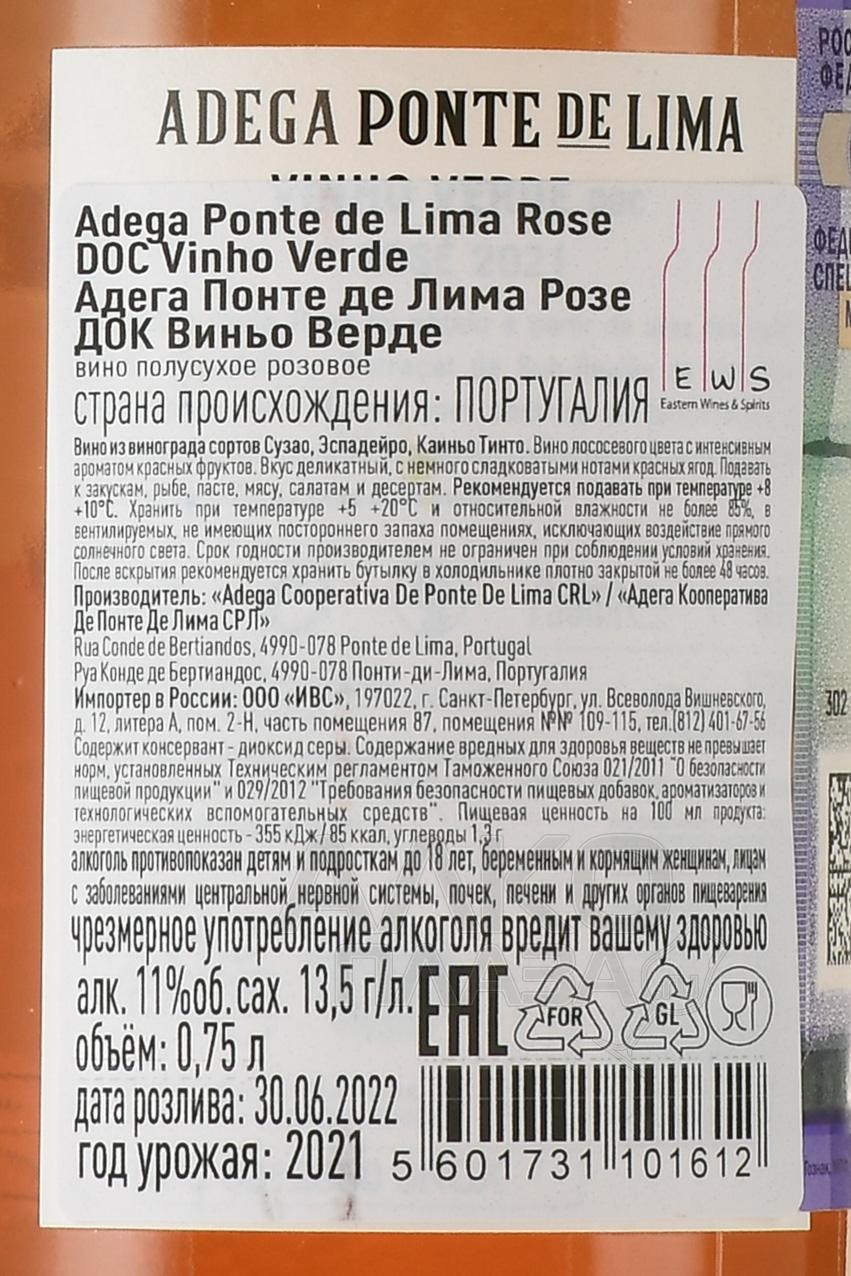 ADEGA PONTE DE LIMA
VINHO VERDE
Adega Ponte de Lima Rose
DOC Vinho Verde
Адега Понте де Лима Розе
ДОК Виньо Верде
вино полусухое розовое
страна происхождения: ПОРТУГАЛИЯ
E W S
Eastern Wines & Spirits
Вино из винограда сортов Сузао, Эспадейро, Каиньо Тинто. Вино лососевого цвета с интенсивным
ароматом красных фруктов. Вкус деликатный, с немного сладковатыми нотами красных ягод. Подавать
к закускам, рыбе, пасте, мясу, салатам и десертам. Рекомендуется подавать при температуре +8
+10°C. Хранить при температуре +5 +20°C и относительной влажности не более 85%, в
вентилируемых, не имеющих постороннего запаха помещениях, исключающих воздействие прямого
солнечного света. Срок годности производителем не ограничен при соблюдении условий хранения.
После вскрытия рекомендуется хранить бутылку в холодильнике плотно закрытой не более 48 часов.
Производитель: «Adega Cooperativa De Ponte De Lima CRL» / «Адега Кооператива
Де Понте Де Лима СРЛ»
Rua Conde de Bertiandos, 4990-078 Ponte de Lima, Portugal
Руа Конде де Бертиандос, 4990-078 Понти-ди-Лима, Португалия
Импортер в России: ООО «ИВС», 197022, г. Санкт-Петербург, ул. Всеволода Вишневского,
д. 12, литера А, пом. 2-Н, часть помещения 87, помещения №№ 109-115, тел.(812) 401-67-56
Содержит консервант - диоксид серы. Содержание вредных для здоровья веществ не превышает
норм, установленных Техническим регламентом Таможенного Союза 021/2011 "О безопасности
пищевой продукции" и 029/2012 "Требования безопасности пищевых добавок, ароматизаторов и
технологических вспомогательных средств". Пищевая ценность на 100 мл продукта:
энергетическая ценность - 355 кДж/ 85 ккал, углеводы 1,3 г
алкоголь противопоказан детям и подросткам до 18 лет, беременным и кормящим женщинам, лицам
с заболеваниями центральной нервной системы, почек, печени и других органов пищеварения
чрезмерное употребление алкоголя вредит вашему здоровью
алк. 11%об. сах. 13,5 г/л.
EAC
FOR
GL
объём: 0,75 л
дата розлива: 30.06.2022
год урожая: 2021
5 601731 101612
РОС
ФЕД
ФЕД
СПЕЦ
302